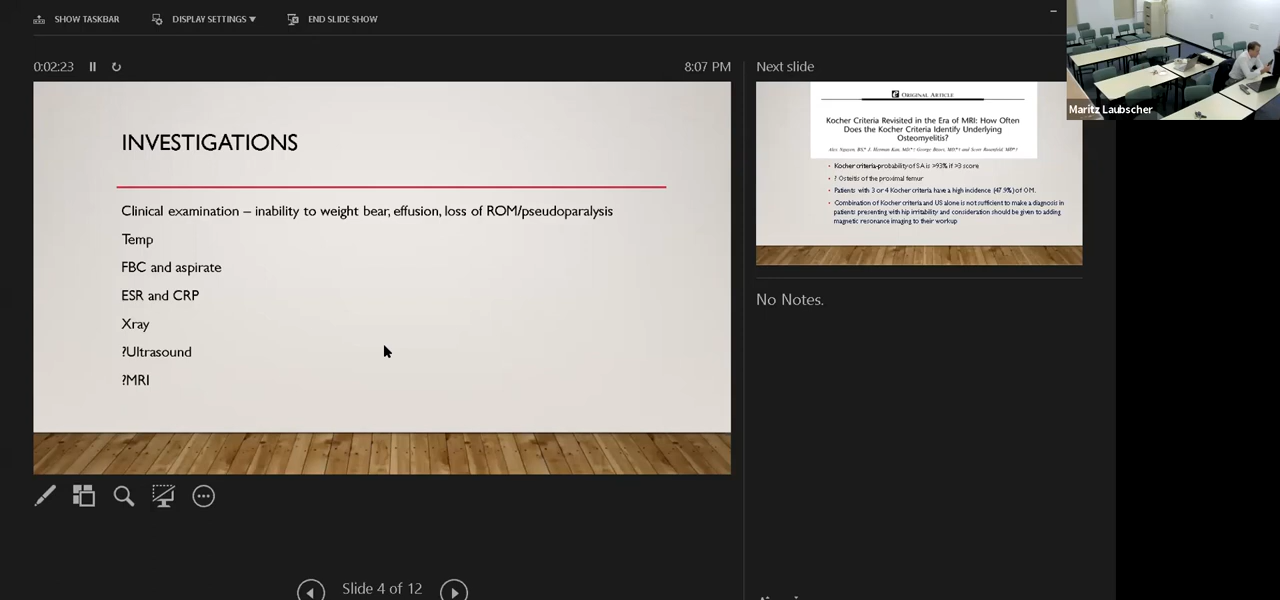 SHOW TASKBAR
DISPLAY SETTINGS
END SLIDE SHOW
0:02:23
8:07 PM
INVESTIGATIONS
Clinical examination – inability to weight bear, effusion, loss of ROM/pseudoparalysis
Temp
FBC and aspirate
ESR and CRP
Xray
?Ultrasound
?MRI
Slide 4 of 12
Next slide
ORIGINAL ARTICLE
Kocher Criteria Revisited in the Era of MRI: How Often
Does the Kocher Criteria Identify Underlying
Osteomyelitis?
• Kocher criteria-probability of SA is >93% if >3 score
• ? Osteitis of the proximal femur
• Patients with 3 or 4 Kocher criteria have a high incidence (47.9%) of OM.
• Combination of Kocher criteria and US alone is not sufficient to make a diagnosis in
patients presenting with hip irritability and consideration should be given to adding
magnetic resonance imaging to their workup
No Notes.
Maritz Laubscher